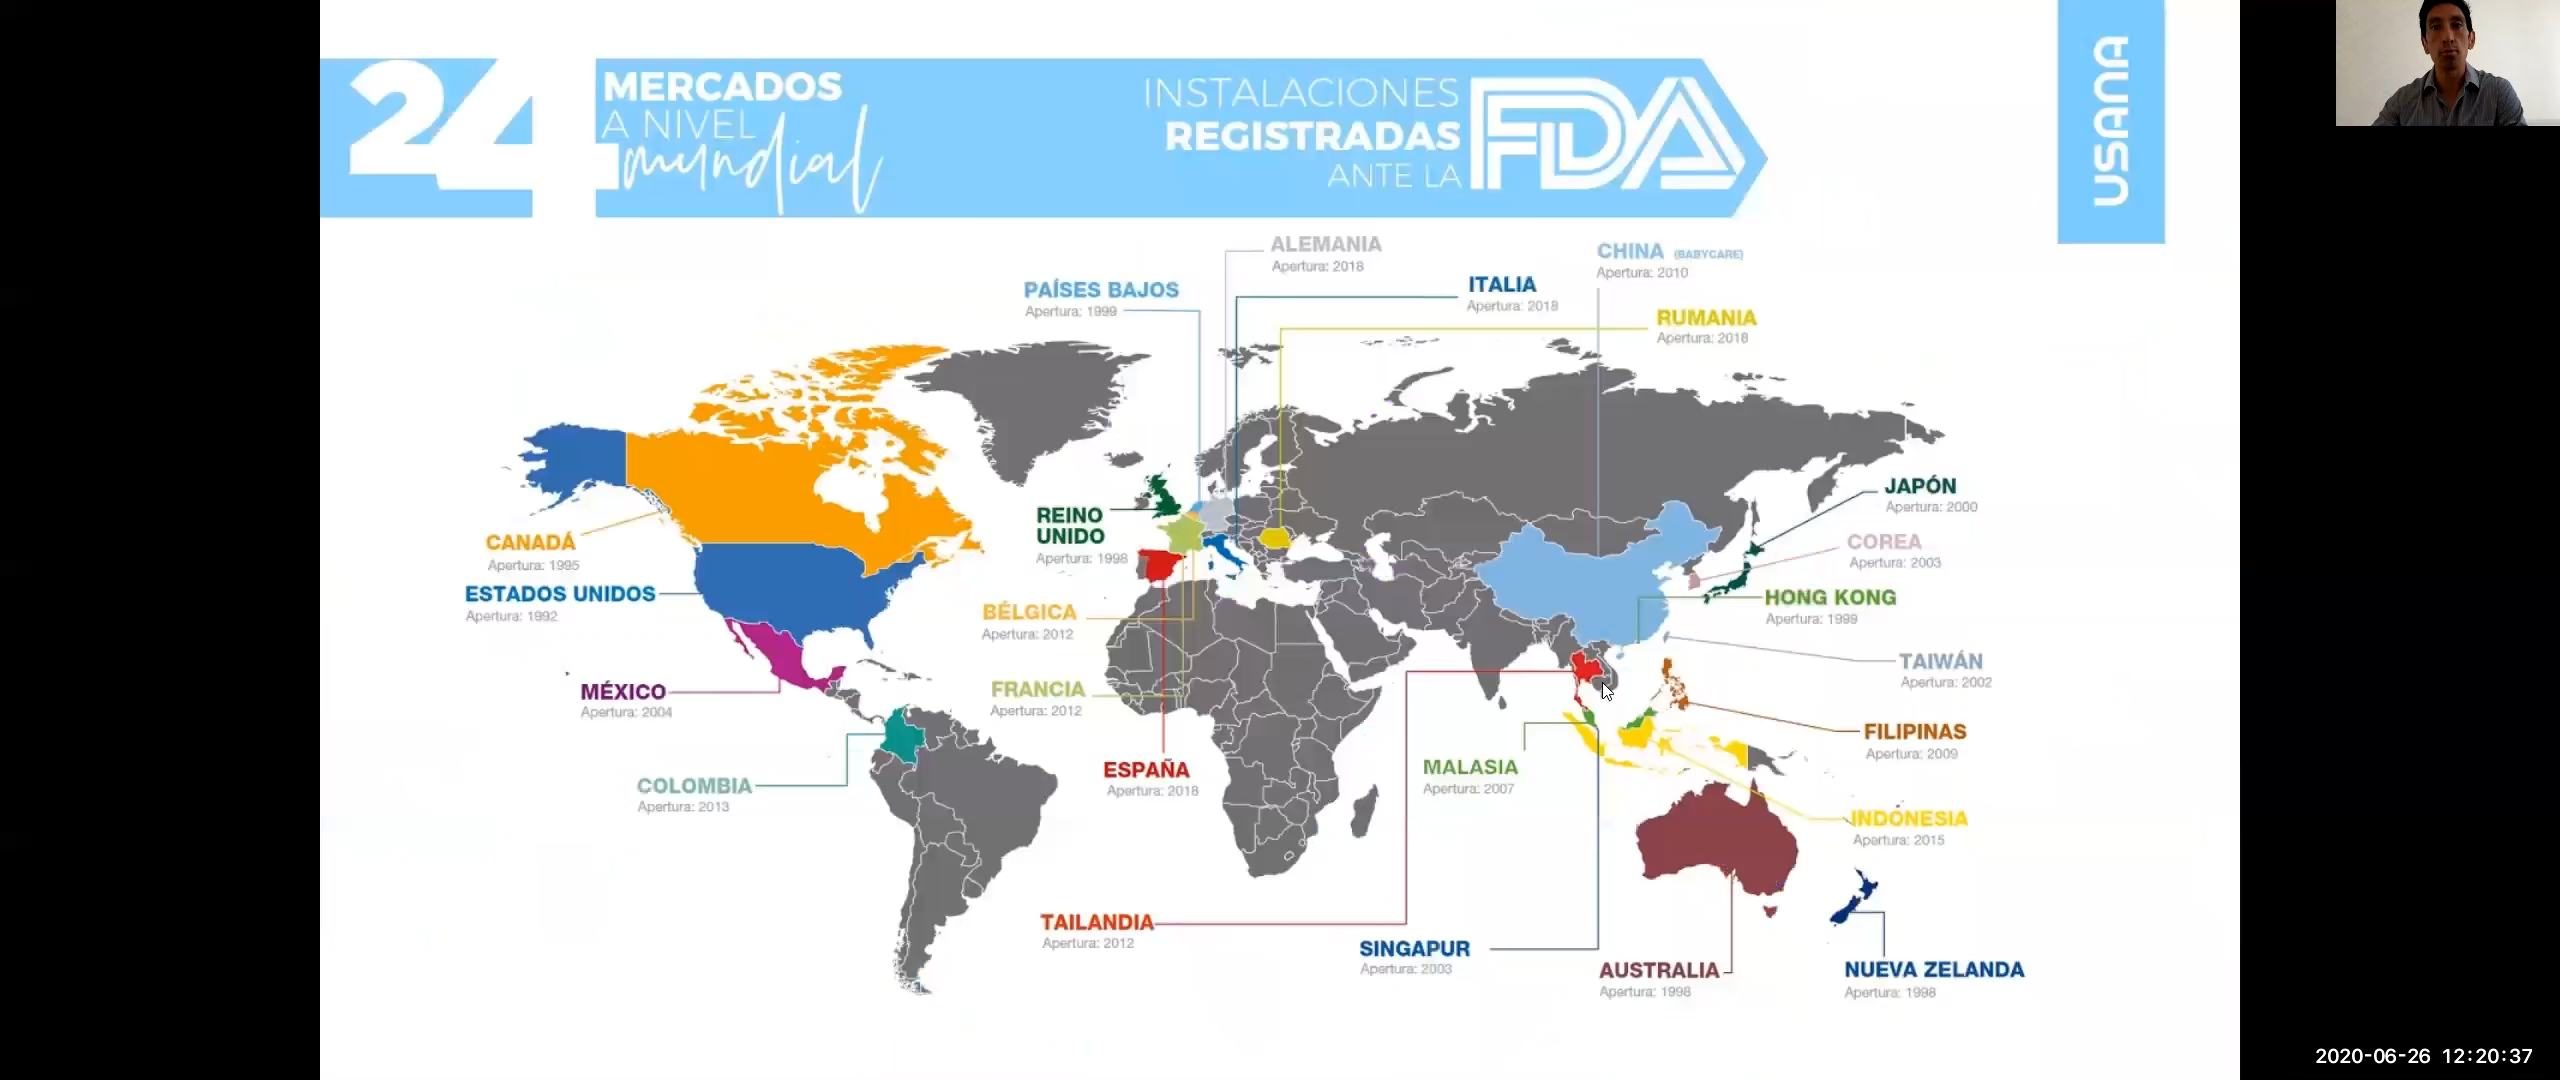 24
MERCADOS
A NIVEL
mundial
INSTALACIONES
REGISTRADAS
ANTE LA
FDA
USANA
ALEMANIA
Apertura: 2018
CHINA (BABYCARE)
Apertura: 2010
PAÍSES BAJOS
Apertura: 1999
ITALIA
Apertura: 2018
RUMANIA
Apertura: 2018
JAPÓN
Apertura: 2000
REINO
UNIDO
Apertura: 1998
CANADÁ
Apertura: 1995
COREA
Apertura: 2003
ESTADOS UNIDOS
Apertura: 1992
HONG KONG
Apertura: 1999
BÉLGICA
Apertura: 2012
TAIWÁN
Apertura: 2002
MÉXICO
Apertura: 2004
FRANCIA
Apertura: 2012
FILIPINAS
Apertura: 2009
COLOMBIA
Apertura: 2013
ESPAÑA
Apertura: 2018
MALASIA
Apertura: 2007
INDONESIA
Apertura: 2015
TAILANDIA
Apertura: 2012
SINGAPUR
Apertura: 2003
AUSTRALIA
Apertura: 1998
NUEVA ZELANDA
Apertura: 1998
2020-06-26 12:20:37